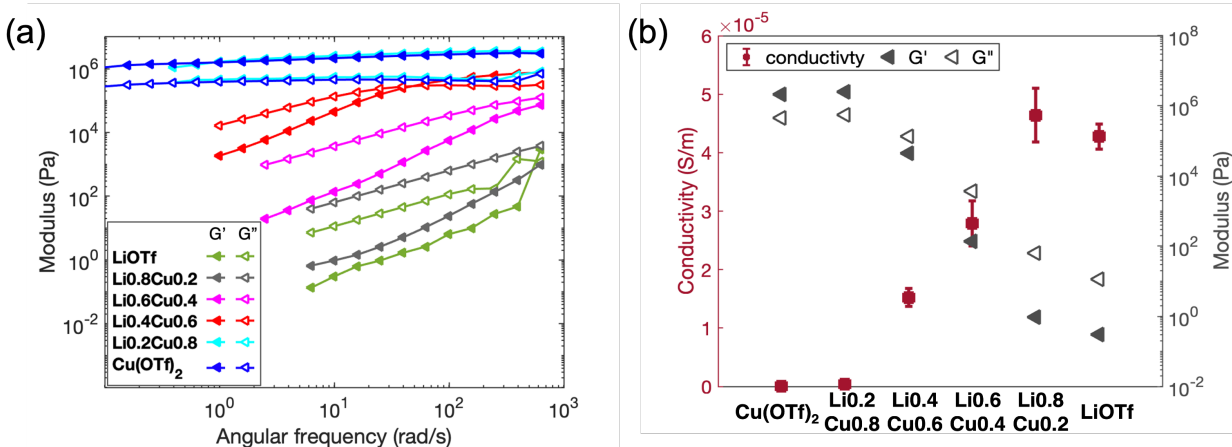 (a)
10^6
10^4
10^2
10^0
10^-2
Modulus (Pa)
G' G"
LiOTf
Li0.8Cu0.2
Li0.6Cu0.4
Li0.4Cu0.6
Li0.2Cu0.8
Cu(OTf)_2
10^0 10^1 10^2 10^3
Angular frequency (rad/s)
(b)
×10^-5
6
5
4
3
2
1
0
Conductivity (S/m)
conductivty G' G"
10^8
10^6
10^4
10^2
10^0
10^-2
Modulus (Pa)
Cu(OTf)_2
Li0.2
Cu0.8
Li0.4
Cu0.6
Li0.6
Cu0.4
Li0.8
Cu0.2
LiOTf